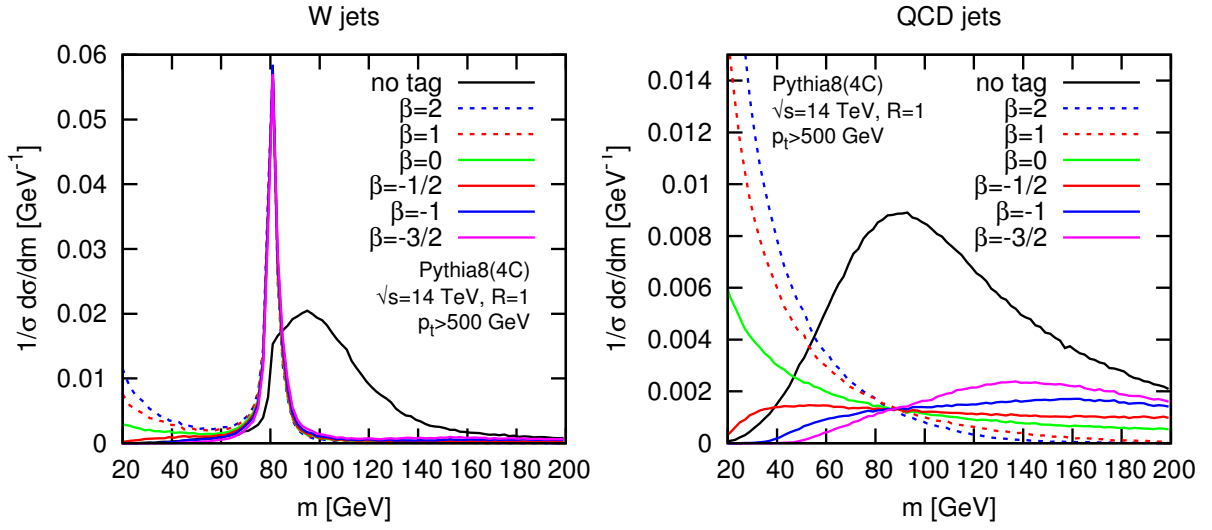 W jets
1/σ dσ/dm [GeV⁻¹]
0.06
0.05
0.04
0.03
0.02
0.01
0
no tag
β=2
β=1
β=0
β=-1/2
β=-1
β=-3/2
Pythia8(4C)
√s=14 TeV, R=1
pₜ>500 GeV
20 40 60 80 100 120 140 160 180 200
m [GeV]
QCD jets
1/σ dσ/dm [GeV⁻¹]
0.014
0.012
0.01
0.008
0.006
0.004
0.002
0
Pythia8(4C)
√s=14 TeV, R=1
pₜ>500 GeV
no tag
β=2
β=1
β=0
β=-1/2
β=-1
β=-3/2
20 40 60 80 100 120 140 160 180 200
m [GeV]